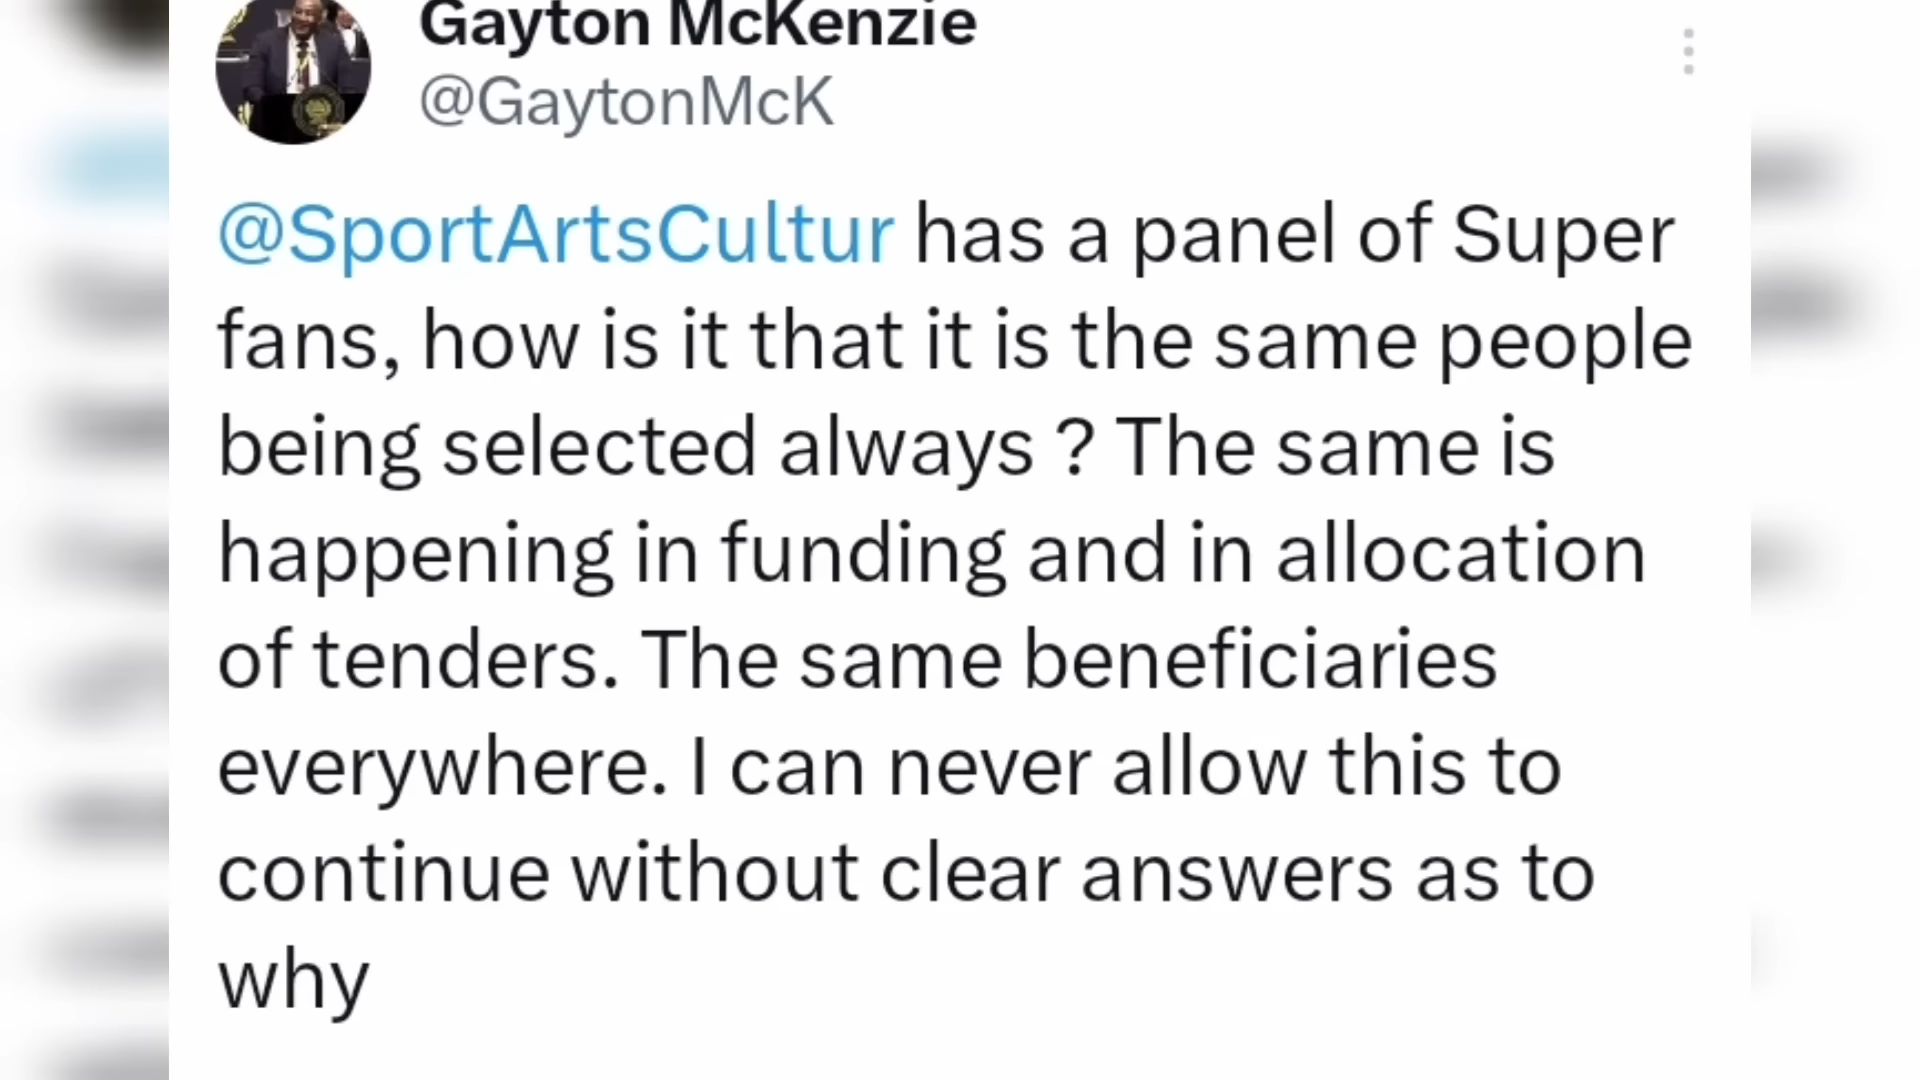 Gayton McKenzie
@GaytonMcK
@SportArtsCultur has a panel of Super
fans, how is it that it is the same people
being selected always ? The same is
happening in funding and in allocation
of tenders. The same beneficiaries
everywhere. I can never allow this to
continue without clear answers as to
why